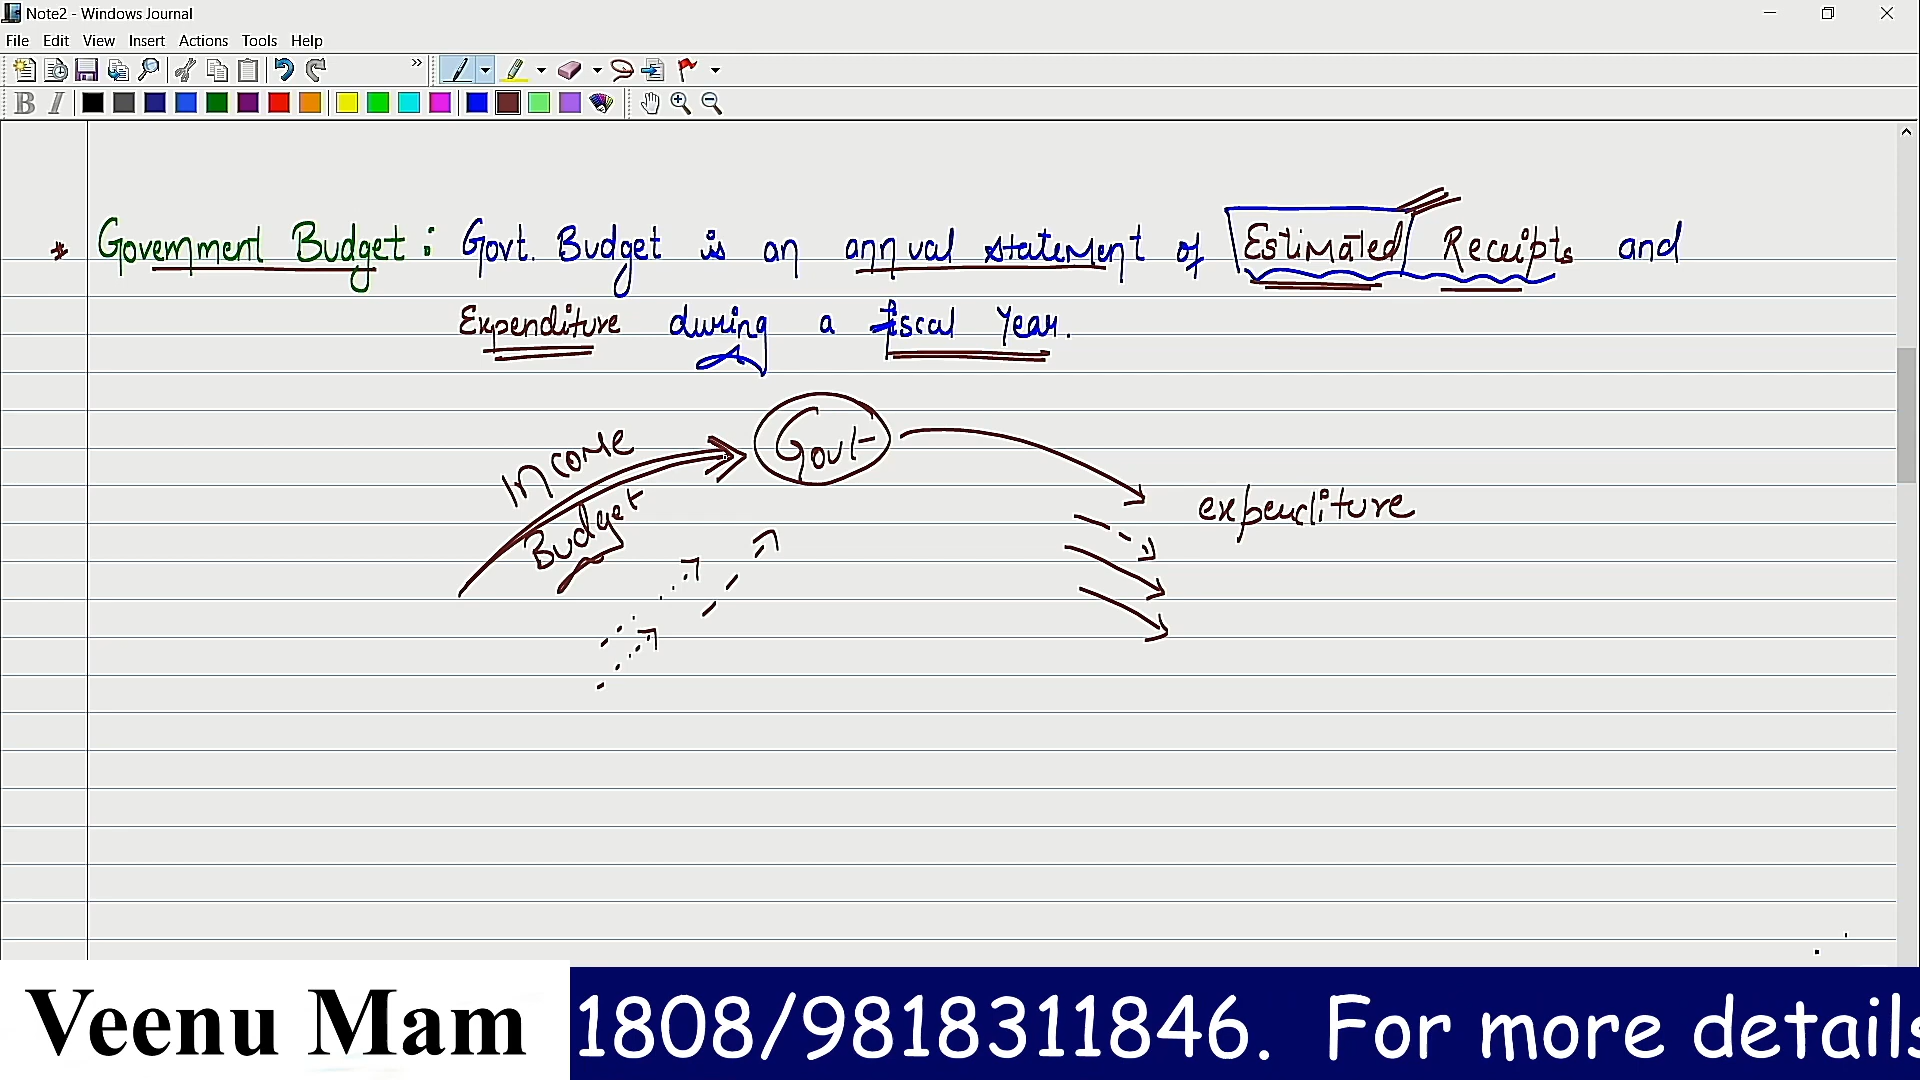 Note2 - Windows Journal
File Edit View Insert Actions Tools Help
B I
* Government Budget : Govt. Budget is an annual statement of Estimated Receipts and
Expenditure during a fiscal Year.
Income
Govt
Budget
expenditure
Veenu Mam
1808/9818311846. For more details